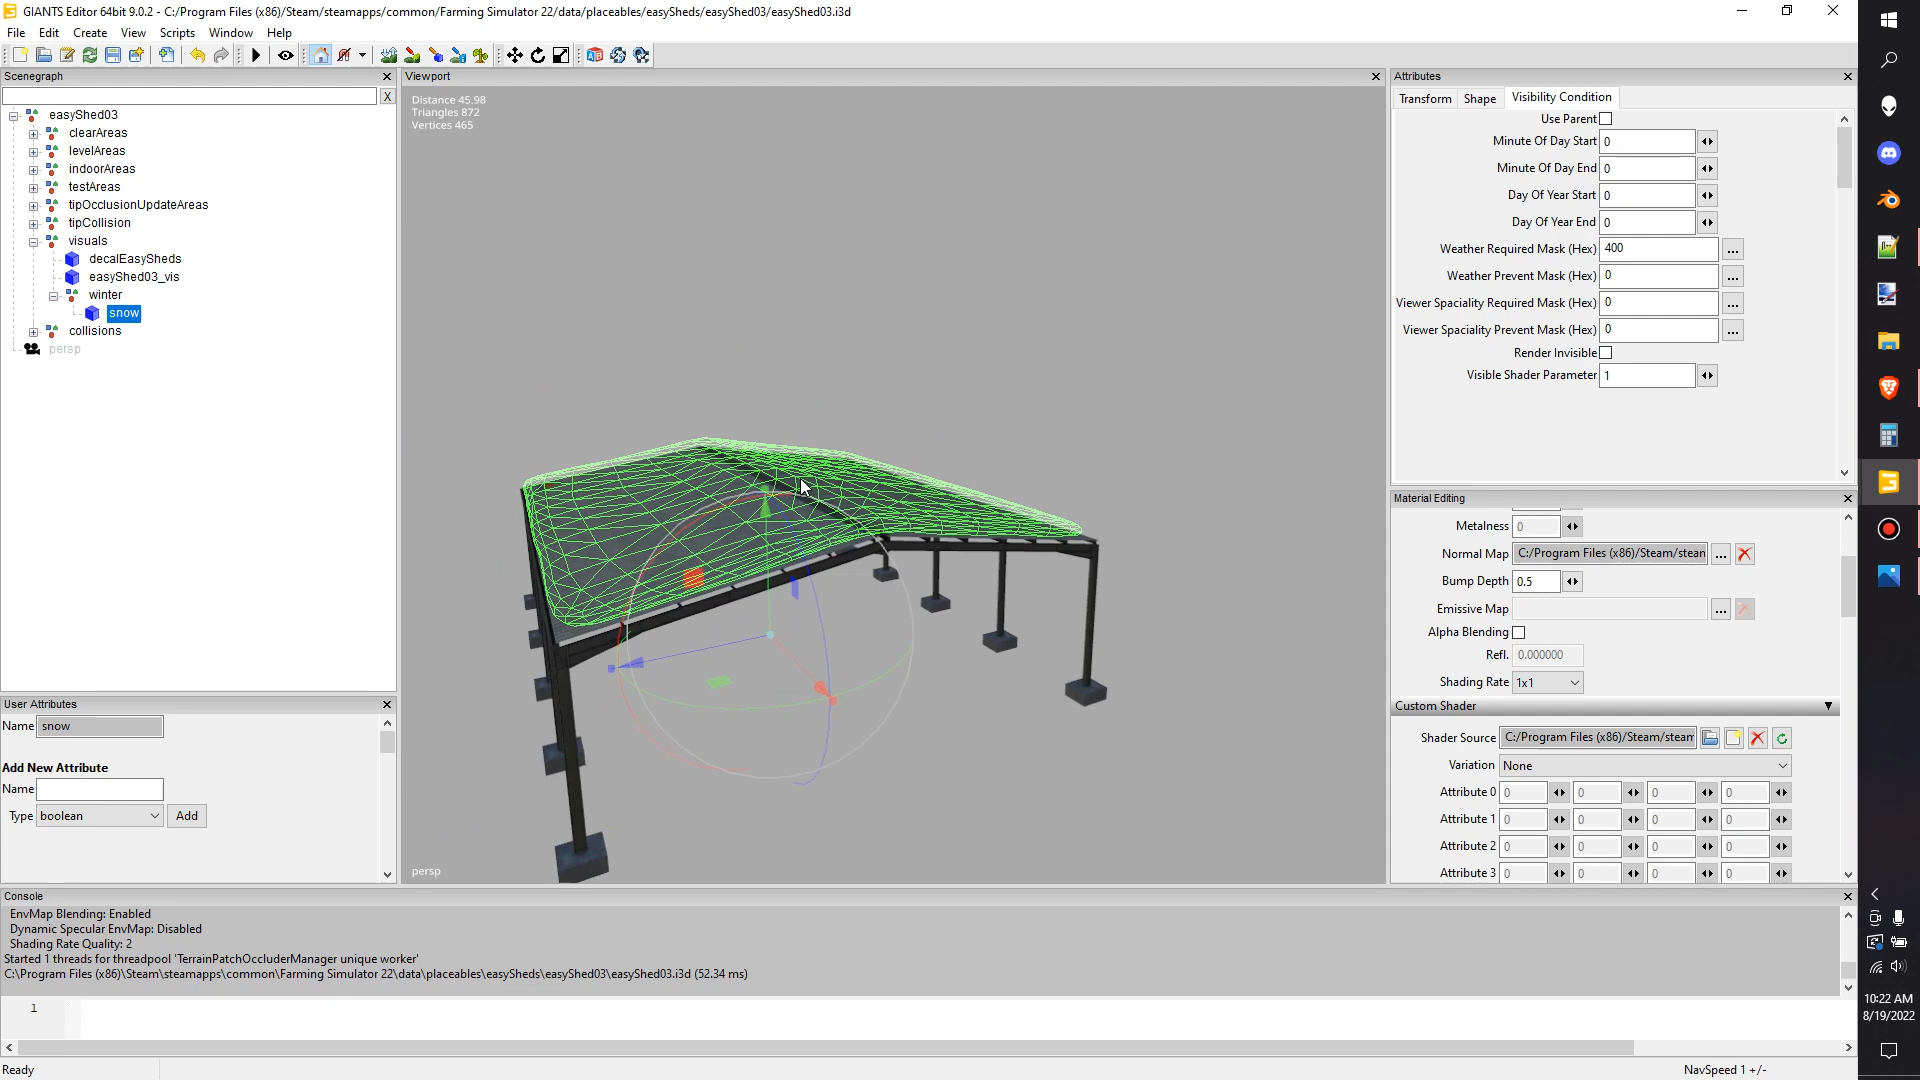 GIANTS Editor 64bit 9.0.2 - C:/Program Files (x86)/Steam/steamapps/common/Farming Simulator 22/data/placeables/easySheds/easyShed03/easyShed03.i3d
File Edit Create View Scripts Window Help
Scenegraph
X
easyShed03
clearAreas
levelAreas
indoorAreas
testAreas
tipOcclusionUpdateAreas
tipCollision
visuals
decalEasySheds
easyShed03_vis
winter
snow
collisions
persp
User Attributes
Name snow
Add New Attribute
Name
Type boolean Add
Viewport
Distance 45.98
Triangles 872
Vertices 465
persp
Attributes
Transform Shape Visibility Condition
Use Parent
Minute Of Day Start 0
Minute Of Day End 0
Day Of Year Start 0
Day Of Year End 0
Weather Required Mask (Hex) 400 ...
Weather Prevent Mask (Hex) 0 ...
Viewer Spaciality Required Mask (Hex) 0 ...
Viewer Spaciality Prevent Mask (Hex) 0 ...
Render Invisible
Visible Shader Parameter 1
Material Editing
Metalness 0
Normal Map C:/Program Files (x86)/Steam/stean ...
Bump Depth 0.5
Emissive Map ...
Alpha Blending
Refl. 0.000000
Shading Rate 1x1
Custom Shader
Shader Source C:/Program Files (x86)/Steam/steam
Variation None
Attribute 0 0 0 0 0
Attribute 1 0 0 0 0
Attribute 2 0 0 0 0
Attribute 3 0 0 0 0
Console
EnvMap Blending: Enabled
Dynamic Specular EnvMap: Disabled
Shading Rate Quality: 2
Started 1 threads for threadpool 'TerrainPatchOccluderManager unique worker'
C:\Program Files (x86)\Steam\steamapps\common\Farming Simulator 22\data\placeables\easySheds\easyShed03\easyShed03.i3d (52.34 ms)
1
Ready
NavSpeed 1 +/-
10:22 AM
8/19/2022